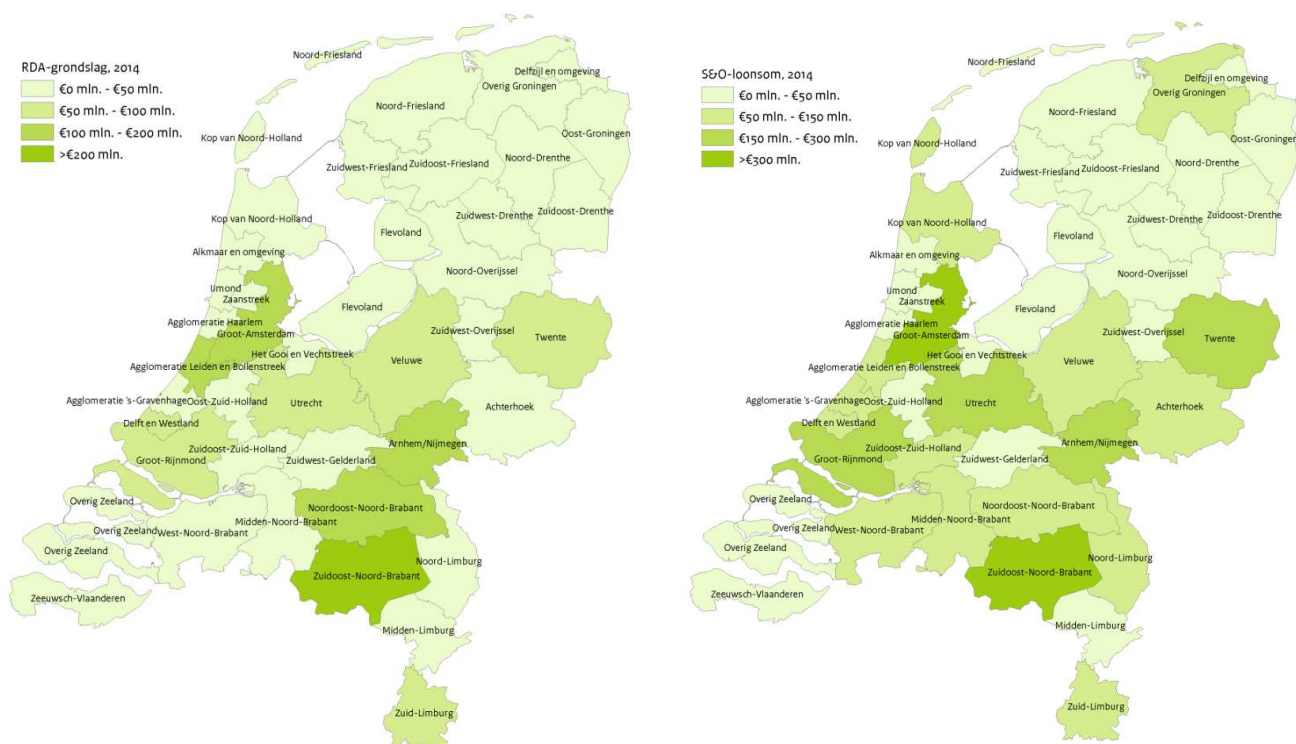 RDA-grondslag, 2014
€0 mln. - €50 mln.
€50 mln. - €100 mln.
€100 mln. - €200 mln.
>€200 mln.
Noord-Friesland
Delfzijl en omgeving
Overig Groningen
Noord-Friesland
Kop van Noord-Holland
Oost-Groningen
Noord-Drenthe
Zuidwest-Friesland
Zuidoost-Friesland
Zuidwest-Drenthe
Zuidoost-Drenthe
Kop van Noord-Holland
Flevoland
Alkmaar en omgeving
Noord-Overijssel
IJmond
Zaanstreek
Flevoland
Agglomeratie Haarlem
Groot-Amsterdam
Zuidwest-Overijssel
Twente
Het Gooi en Vechtstreek
Veluwe
Agglomeratie Leiden en Bollenstreek
Agglomeratie 's-Gravenhage
Oost-Zuid-Holland
Utrecht
Achterhoek
Delft en Westland
Zuidoost-Zuid-Holland
Arnhem/Nijmegen
Groot-Rijnmond
Zuidwest-Gelderland
Overig Zeeland
Noordoost-Noord-Brabant
Midden-Noord-Brabant
Overig Zeeland
West-Noord-Brabant
Overig Zeeland
Noord-Limburg
Zuidoost-Noord-Brabant
Zeeuwsch-Vlaanderen
Midden-Limburg
Zuid-Limburg
S&O-loonsom, 2014
€0 mln. - €50 mln.
€50 mln. - €150 mln.
€150 mln. - €300 mln.
>€300 mln.
Noord-Friesland
Delfzijl en omgeving
Overig Groningen
Noord-Friesland
Kop van Noord-Holland
Oost-Groningen
Noord-Drenthe
Zuidwest-Friesland
Zuidoost-Friesland
Zuidwest-Drenthe
Zuidoost-Drenthe
Kop van Noord-Holland
Flevoland
Alkmaar en omgeving
Noord-Overijssel
IJmond
Zaanstreek
Flevoland
Agglomeratie Haarlem
Groot-Amsterdam
Zuidwest-Overijssel
Twente
Het Gooi en Vechtstreek
Veluwe
Agglomeratie Leiden en Bollenstreek
Agglomeratie 's-Gravenhage
Oost-Zuid-Holland
Utrecht
Achterhoek
Delft en Westland
Zuidoost-Zuid-Holland
Arnhem/Nijmegen
Groot-Rijnmond
Zuidwest-Gelderland
Overig Zeeland
Noordoost-Noord-Brabant
Midden-Noord-Brabant
Overig Zeeland
West-Noord-Brabant
Overig Zeeland
Noord-Limburg
Zuidoost-Noord-Brabant
Zeeuwsch-Vlaanderen
Midden-Limburg
Zuid-Limburg